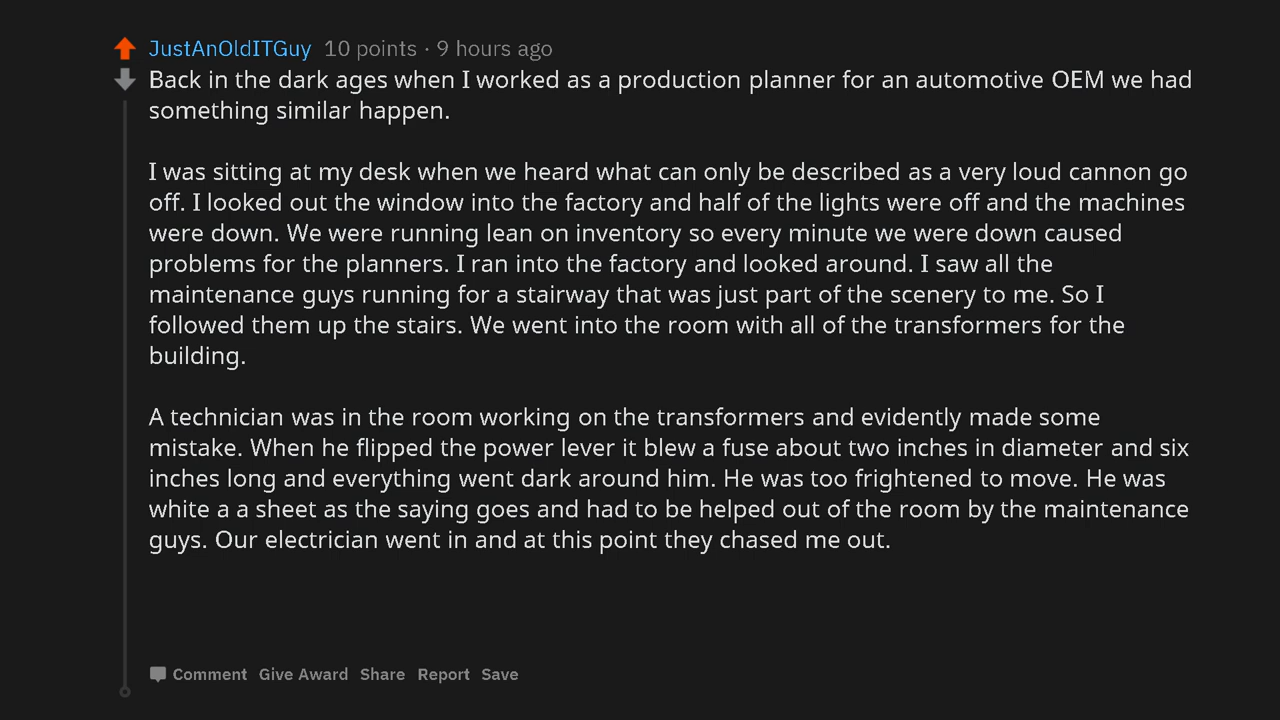 JustAnOldITGuy 10 points · 9 hours ago
Back in the dark ages when I worked as a production planner for an automotive OEM we had
something similar happen.
I was sitting at my desk when we heard what can only be described as a very loud cannon go
off. I looked out the window into the factory and half of the lights were off and the machines
were down. We were running lean on inventory so every minute we were down caused
problems for the planners. I ran into the factory and looked around. I saw all the
maintenance guys running for a stairway that was just part of the scenery to me. So I
followed them up the stairs. We went into the room with all of the transformers for the
building.
A technician was in the room working on the transformers and evidently made some
mistake. When he flipped the power lever it blew a fuse about two inches in diameter and six
inches long and everything went dark around him. He was too frightened to move. He was
white a a sheet as the saying goes and had to be helped out of the room by the maintenance
guys. Our electrician went in and at this point they chased me out.
Comment Give Award Share Report Save